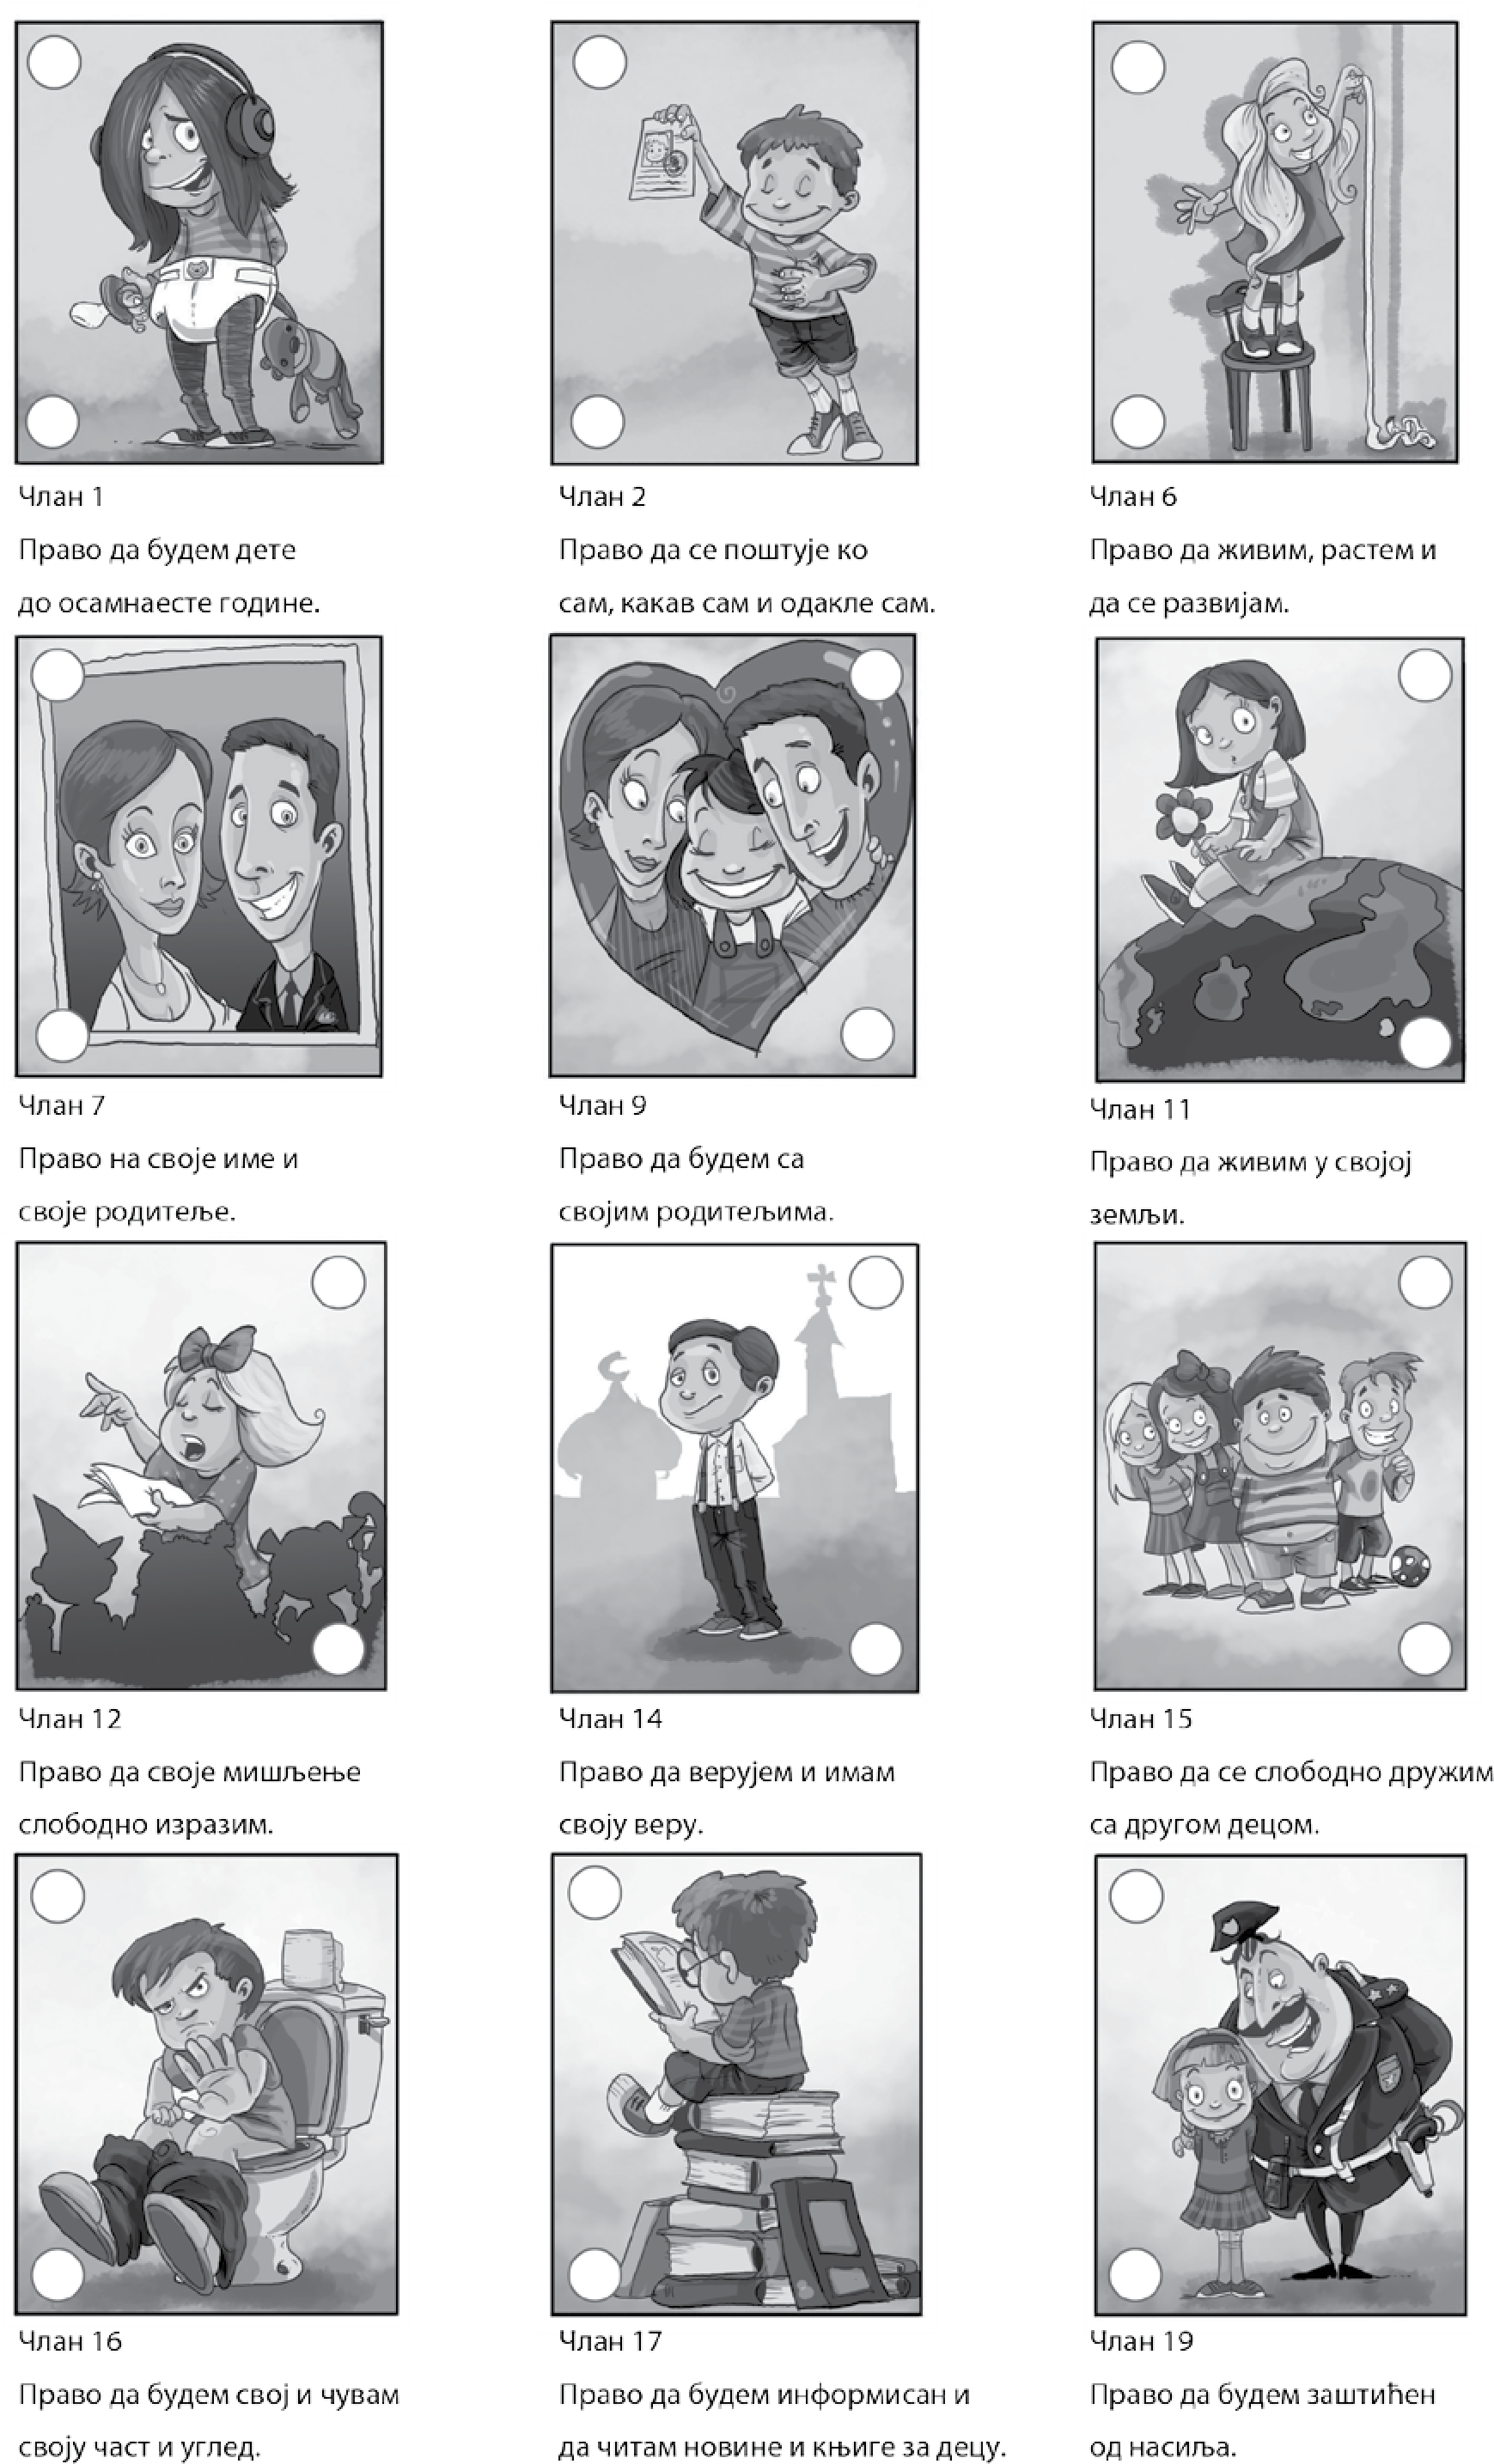 Члан 1
Право да будем дете
до осамнаесте године.
Члан 2
Право да се поштује ко
сам, какав сам и одакле сам.
Члан 6
Право да живим, растем и
да се развијам.
Члан 7
Право на своје име и
своје родитеље.
Члан 9
Право да будем са
својим родитељима.
Члан 11
Право да живим у својој
земљи.
Члан 12
Право да своје мишљење
слободно изразим.
Члан 14
Право да верујем и имам
своју веру.
Члан 15
Право да се слободно дружим
са другом децом.
Члан 16
Право да будем свој и чувам
своју част и углед.
Члан 17
Право да будем информисан и
да читам новине и књиге за децу.
Члан 19
Право да будем заштићен
од насиља.